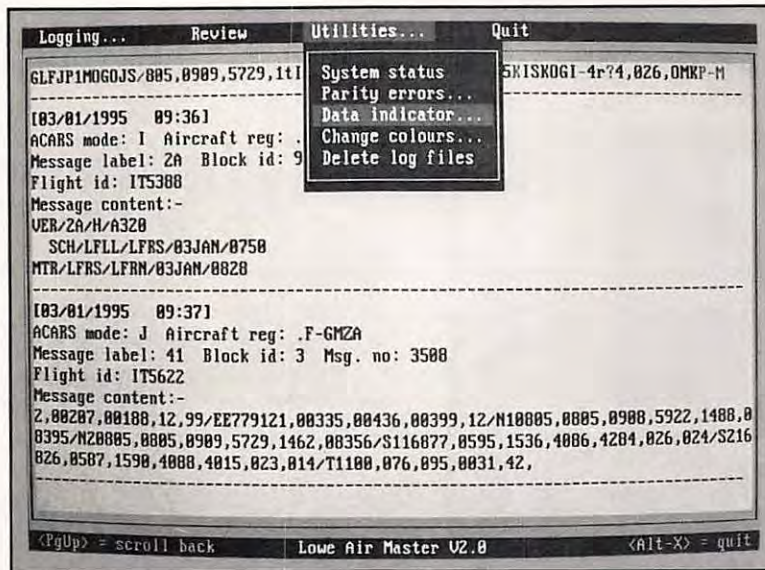 Logging... Review Utilities... Quit
GLFJP1MOGOJS/805,0909,5729,1tI 5KISKOGI-4r?4,026,OMKP-M
System status
Parity errors...
Data indicator...
Change colours...
Delete log files
[03/01/1995 09:36]
ACARS mode: I Aircraft reg: .
Message label: 2A Block id: 9
Flight id: IT5388
Message content:-
VER/2A/H/A320
SCH/LFLL/LFRS/03JAN/0750
MTR/LFRS/LFRN/03JAN/0828
[03/01/1995 09:37]
ACARS mode: J Aircraft reg: .F-GMZA
Message label: 41 Block id: 3 Msg. no: 3508
Flight id: IT5622
Message content:-
2,00207,00188,12,99/EE779121,00335,00436,00399,12/N10805,0805,0908,5922,1488,0
8395/N20805,0805,0909,5729,1462,08356/S116877,0595,1536,4086,4284,026,024/S216
826,0587,1590,4088,4015,023,014/T1100,076,095,0031,42,
<PgUp> = scroll back Lowe Air Master V2.0 <Alt-X> = quit